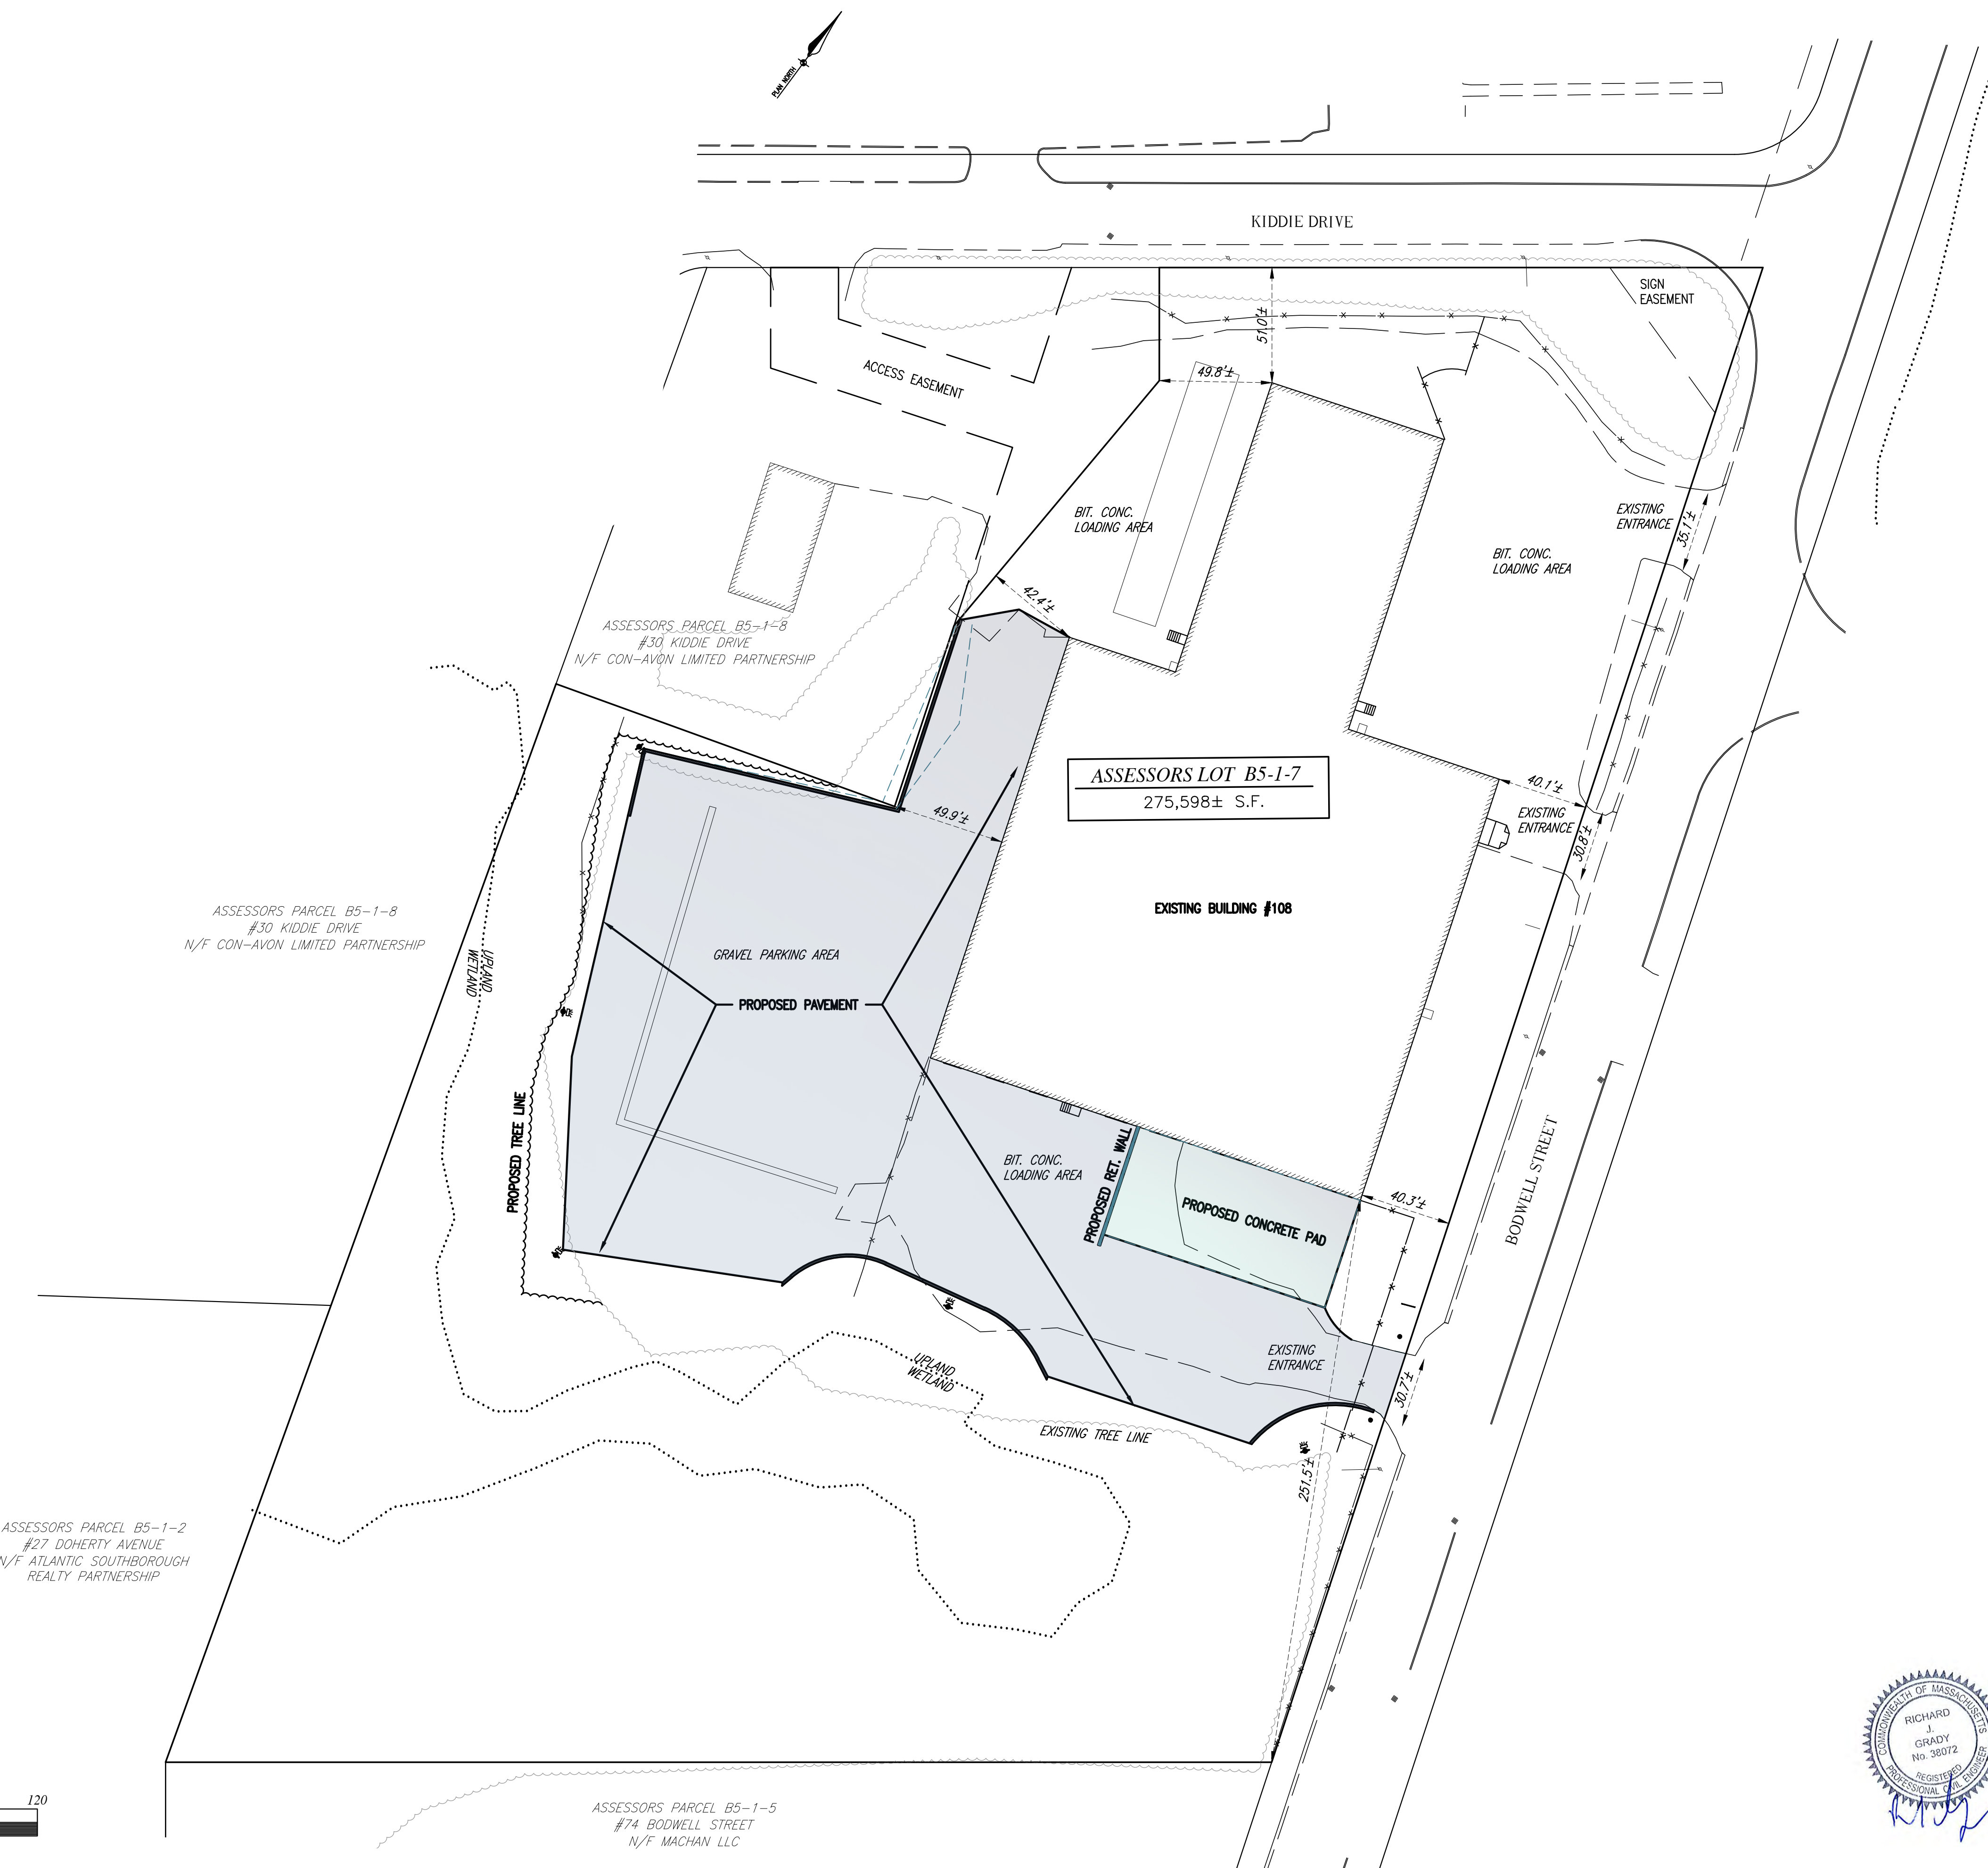 PLAN NORTH
KIDDIE DRIVE
SIGN
EASEMENT
51.0'±
ACCESS EASEMENT
49.8'±
BIT. CONC.
LOADING AREA
EXISTING
ENTRANCE
35.1'±
BIT. CONC.
LOADING AREA
42.4'±
ASSESSORS PARCEL B5-1-8
#30 KIDDIE DRIVE
N/F CON-AVON LIMITED PARTNERSHIP
ASSESSORS LOT B5-1-7
275,598± S.F.
40.1'±
EXISTING
ENTRANCE
30.8'±
49.9'±
ASSESSORS PARCEL B5-1-8
#30 KIDDIE DRIVE
N/F CON-AVON LIMITED PARTNERSHIP
EXISTING BUILDING #108
UPLAND
WETLAND
GRAVEL PARKING AREA
PROPOSED PAVEMENT
PROPOSED TREE LINE
BIT. CONC.
LOADING AREA
PROPOSED RET. WALL
PROPOSED CONCRETE PAD
40.3'±
BODWELL STREET
EXISTING
ENTRANCE
30.7'±
UPLAND
WETLAND
EXISTING TREE LINE
251.5'±
ASSESSORS PARCEL B5-1-2
#27 DOHERTY AVENUE
N/F ATLANTIC SOUTHBOROUGH
REALTY PARTNERSHIP
120
ASSESSORS PARCEL B5-1-5
#74 BODWELL STREET
N/F MACHAN LLC
COMMONWEALTH OF MASSACHUSETTS
RICHARD
J.
GRADY
No. 38072
REGISTERED
PROFESSIONAL CIVIL ENGINEER